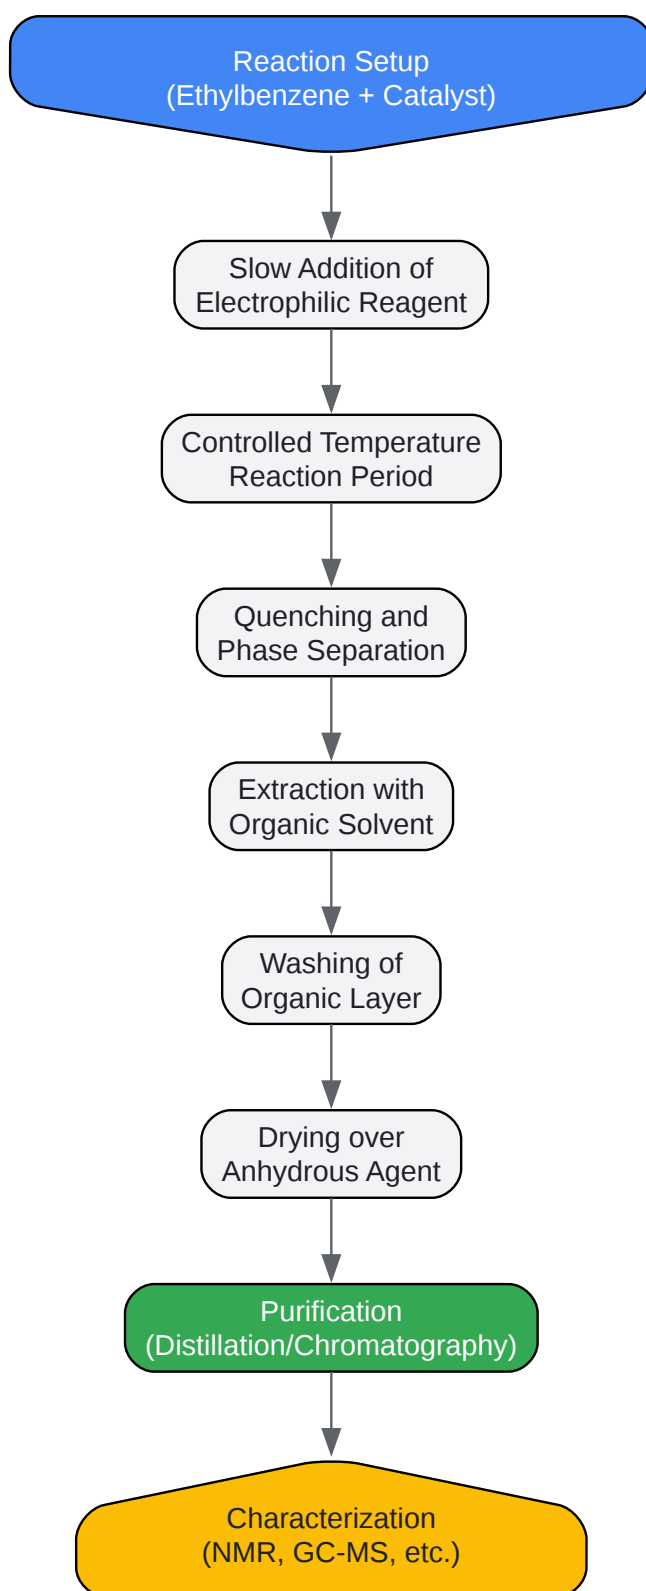 Reaction Setup
(Ethylbenzene + Catalyst)
Slow Addition of
Electrophilic Reagent
Controlled Temperature
Reaction Period
Quenching and
Phase Separation
Extraction with
Organic Solvent
Washing of
Organic Layer
Drying over
Anhydrous Agent
Purification
(Distillation/Chromatography)
Characterization
(NMR, GC-MS, etc.)